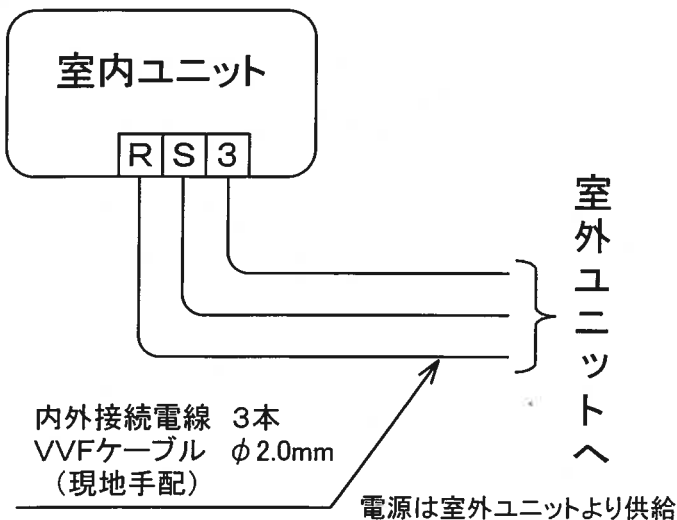 室内ユニット
R S 3
室外ユニットへ
内外接続電線 3本
VVFケーブル φ2.0mm
(現地手配)
電源は室外ユニットより供給